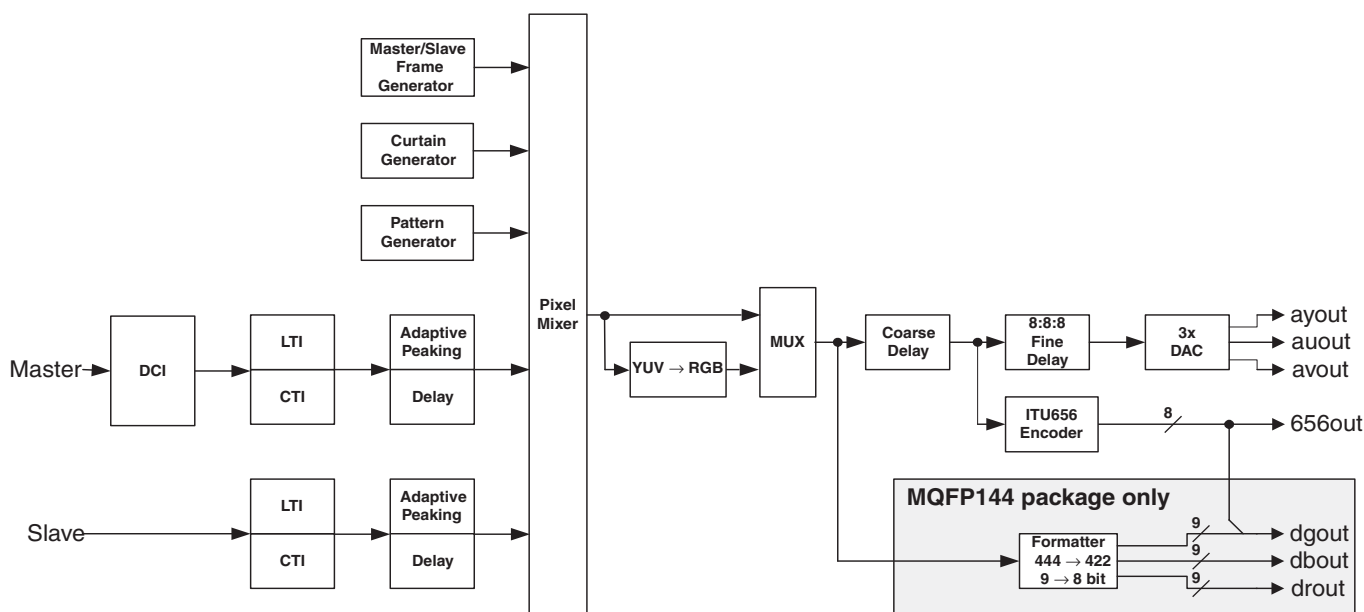 Master/Slave
Frame
Generator
Curtain
Generator
Pattern
Generator
Master
DCI
LTI
CTI
Adaptive
Peaking
Delay
Slave
LTI
CTI
Adaptive
Peaking
Delay
Pixel
Mixer
YUV → RGB
MUX
Coarse
Delay
8:8:8
Fine
Delay
3x
DAC
ayout
auout
avout
ITU656
Encoder
8
656out
MQFP144 package only
Formatter
444 → 422
9 → 8 bit
9
dgout
9
dbout
9
drout